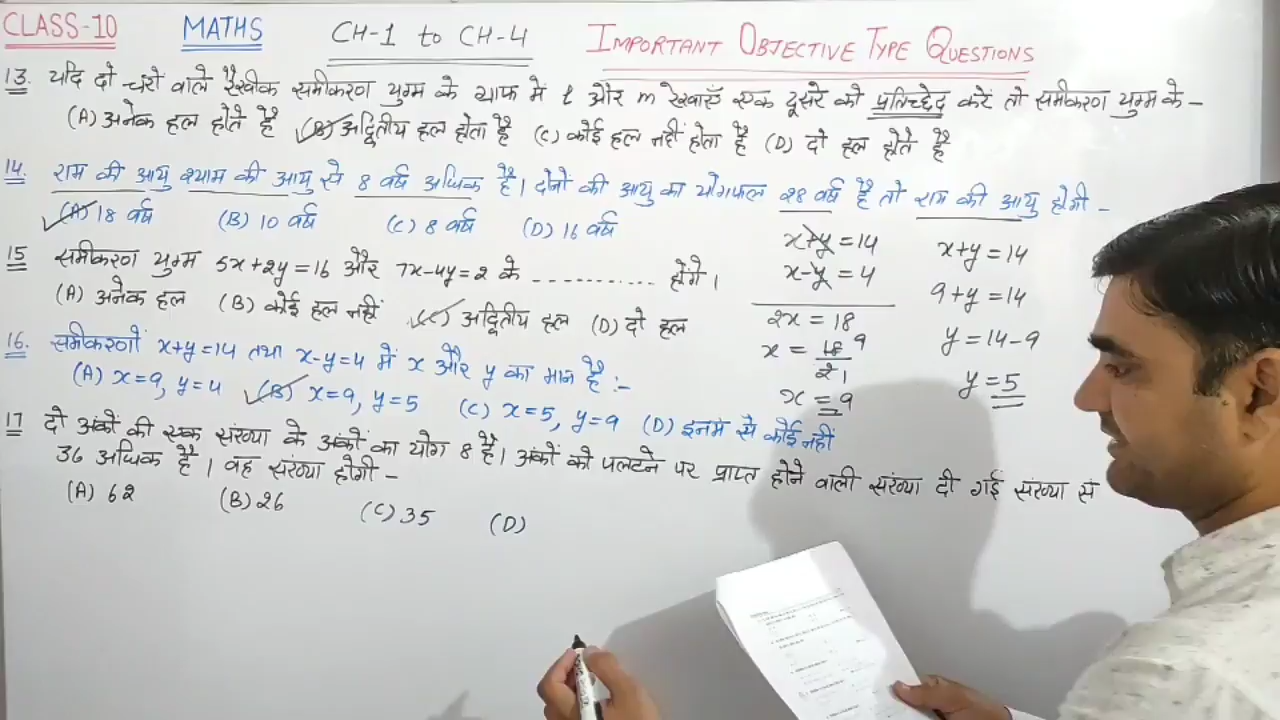 CLASS-10 MATHS CH-1 to CH-4 IMPORTANT OBJECTIVE TYPE QUESTIONS
13. यदि दो चरों वाले रैखीक समीकरण युग्म के ग्राफ में l और m रेखाएँ एक दूसरे को प्रतिच्छेद करें तो समीकरण युग्म के -
(A) अनेक हल होते है (B) अद्वितीय हल होता है (C) कोई हल नहीं होता है (D) दो हल होते है
14. राम की आयु श्याम की आयु से 8 वर्ष अधिक है। दोनों की आयु का योगफल २8 वर्ष है तो राम की आयु होगी -
(A) 18 वर्ष (B) 10 वर्ष (C) 8 वर्ष (D) 16 वर्ष
15 समीकरण युग्म 5x+2y=16 और 7x-4y=2 के ............ होंगे।
(A) अनेक हल (B) कोई हल नहीं (C) अद्वितीय हल (D) दो हल
16. समीकरणों x+y=14 तथा x-y=4 में x और y का मान है :-
(A) x=9, y=4 (B) x=9, y=5 (C) x=5, y=9 (D) इनमें से कोई नहीं
17 दो अंकों की एक संख्या के अंकों का योग 8 है। अंकों को पलटने पर प्राप्त होने वाली संख्या दी गई संख्या से
36 अधिक है। वह संख्या होगी -
(A) 62 (B) 26 (C) 35 (D)
x+y=14
x-y=4
2x=18
x=18/2 9 1
x=9
x+y=14
9+y=14
y=14-9
y=5